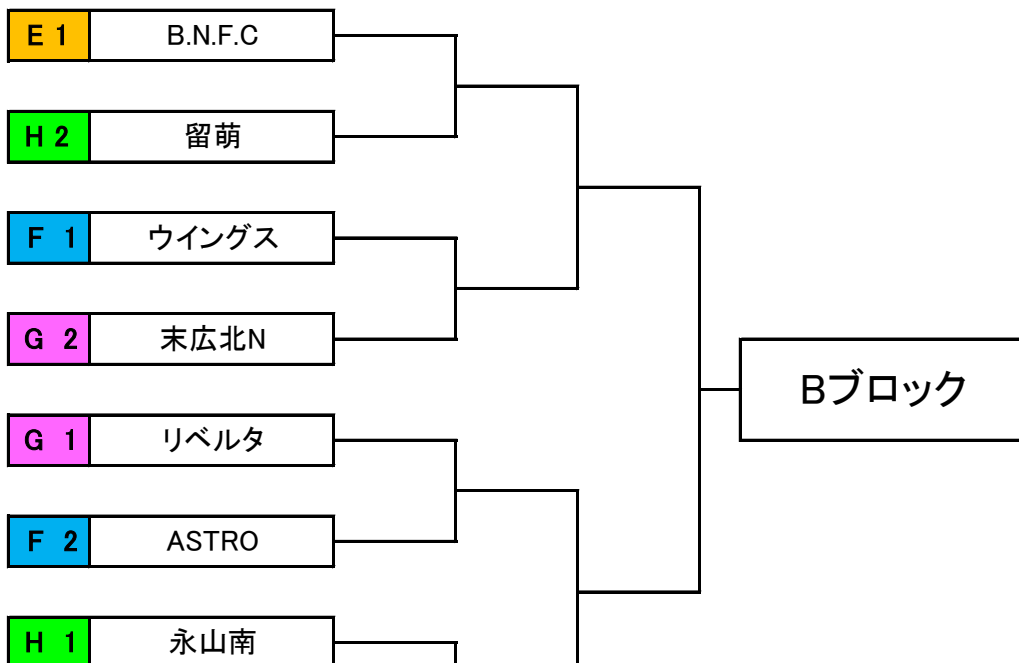 E 1 B.N.F.C
H 2 留萌
F 1 ウイングス
G 2 末広北N
Bブロック
G 1 リベルタ
F 2 ASTRO
H 1 永山南